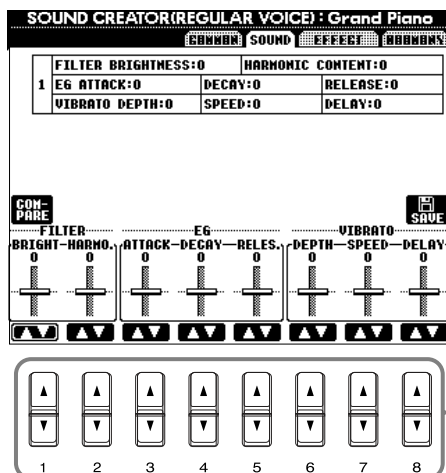 SOUND CREATOR(REGULAR VOICE) : Grand Piano
COMMON SOUND EFFECT HARMONY
1
FILTER BRIGHTNESS:0 HARMONIC CONTENT:0
EG ATTACK:0 DECAY:0 RELEASE:0
VIBRATO DEPTH:0 SPEED:0 DELAY:0
COM-
PARE
SAVE
FILTER EG VIBRATO
BRIGHT HARMO. ATTACK DECAY RELES. DEPTH SPEED DELAY
0 0 0 0 0 0 0 0
1 2 3 4 5 6 7 8